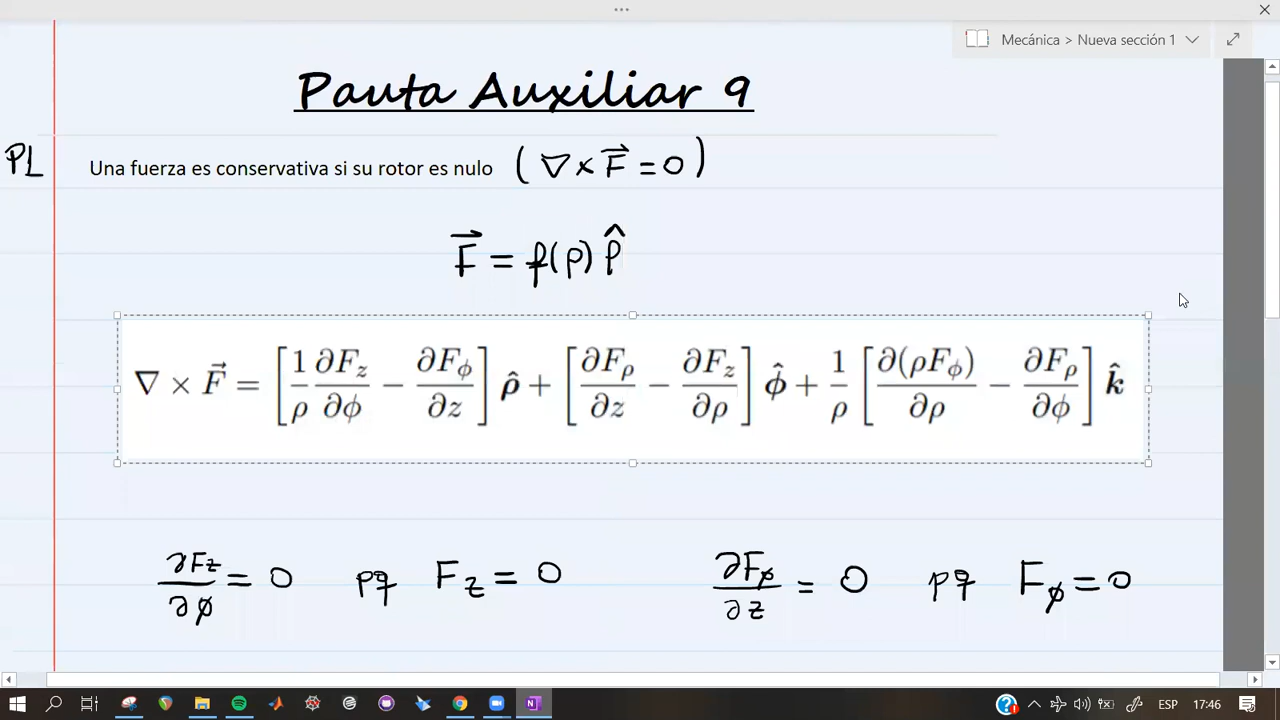 Mecánica > Nueva sección 1
Pauta Auxiliar 9
P1 Una fuerza es conservativa si su rotor es nulo (∇×F⃗ = 0)
F⃗ = f(ρ) ρ̂
∇ × F⃗ = [1/ρ ∂F_z/∂ϕ − ∂F_ϕ/∂z] ρ̂ + [∂F_ρ/∂z − ∂F_z/∂ρ] ϕ̂ + 1/ρ [∂(ρF_ϕ)/∂ρ − ∂F_ρ/∂ϕ] k̂
∂F_z/∂ϕ = 0 pq F_z = 0 ∂F_ϕ/∂z = 0 pq F_ϕ = 0
ESP 17:46